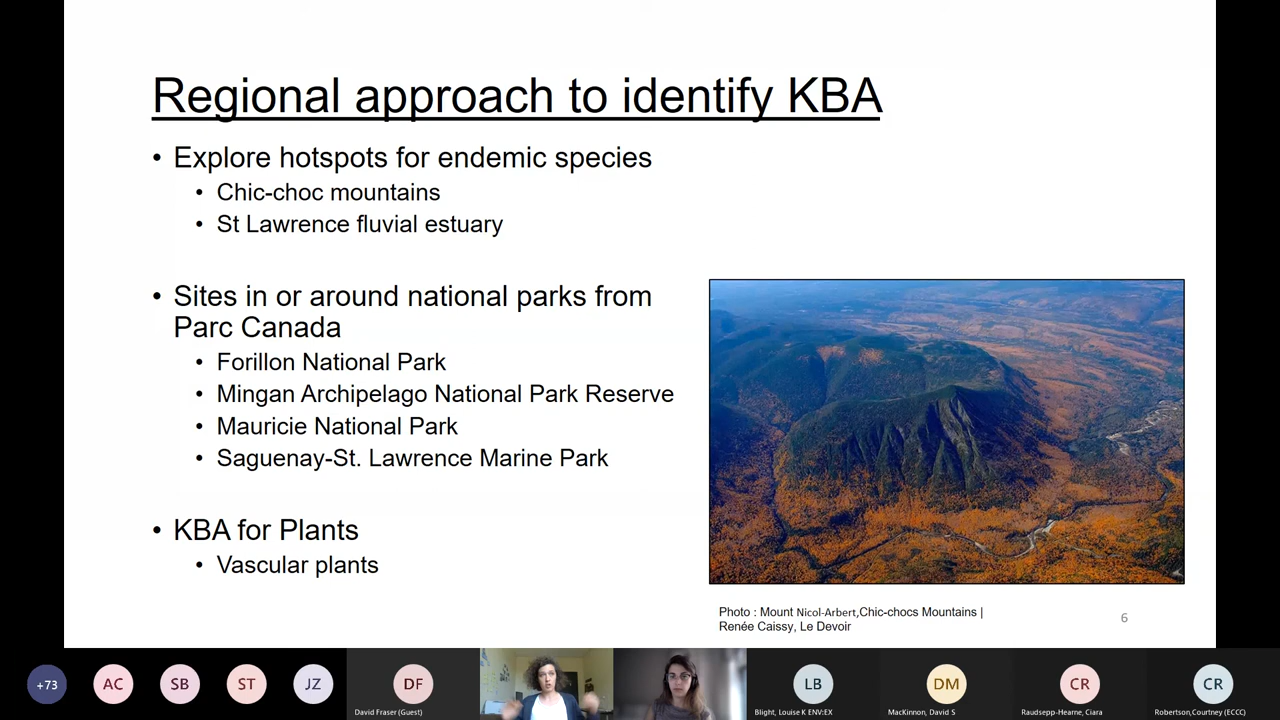 Regional approach to identify KBA
• Explore hotspots for endemic species
• Chic-choc mountains
• St Lawrence fluvial estuary
• Sites in or around national parks from
Parc Canada
• Forillon National Park
• Mingan Archipelago National Park Reserve
• Mauricie National Park
• Saguenay-St. Lawrence Marine Park
• KBA for Plants
• Vascular plants
Photo : Mount Nicol-Arbert,Chic-chocs Mountains |
Renée Caissy, Le Devoir
6
+73
AC
SB
ST
JZ
DF
David Fraser (Guest)
LB
Blight, Louise K ENV:EX
DM
MacKinnon, David S
CR
Raudsepp-Hearne, Ciara
CR
Robertson,Courtney (ECCC)